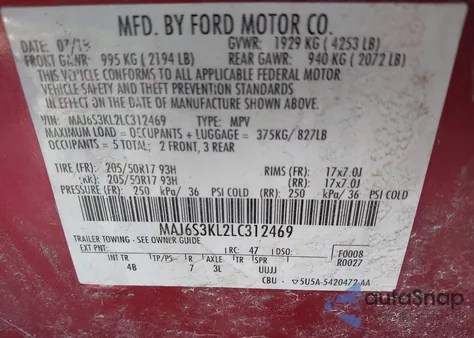 MFD. BY FORD MOTOR CO.
DATE: 07/19 GVWR: 1929 KG ( 4253 LB)
FRONT GAWR: 995 KG ( 2194 LB) REAR GAWR: 940 KG ( 2072 LB)
THIS VEHICLE CONFORMS TO ALL APPLICABLE FEDERAL MOTOR
VEHICLE SAFETY AND THEFT PREVENTION STANDARDS
IN EFFECT ON THE DATE OF MANUFACTURE SHOWN ABOVE.
VIN: MAJ6S3KL2LC312469 TYPE: MPV
MAXIMUM LOAD = OCCUPANTS + LUGGAGE = 375KG/ 827LB
OCCUPANTS = 5 TOTAL; 2 FRONT, 3 REAR
TIRE (FR): 205/50R17 93H RIMS (FR): 17x7.0J
(RR): 205/50R17 93H (RR): 17x7.0J
PRESSURE (FR): 250 kPa/ 36 PSI COLD (RR): 250 kPa/ 36 PSI COLD
MAJ6S3KL2LC312469
TRAILER TOWING - SEE OWNER GUIDE
EXT PNT: RC: 47 DSO: F0008
R0027
INT TR TP/PS R AXLE TR SPR
4B 7 3L UUJJ
CBU 5U5A-5420472-AA
autoSnap